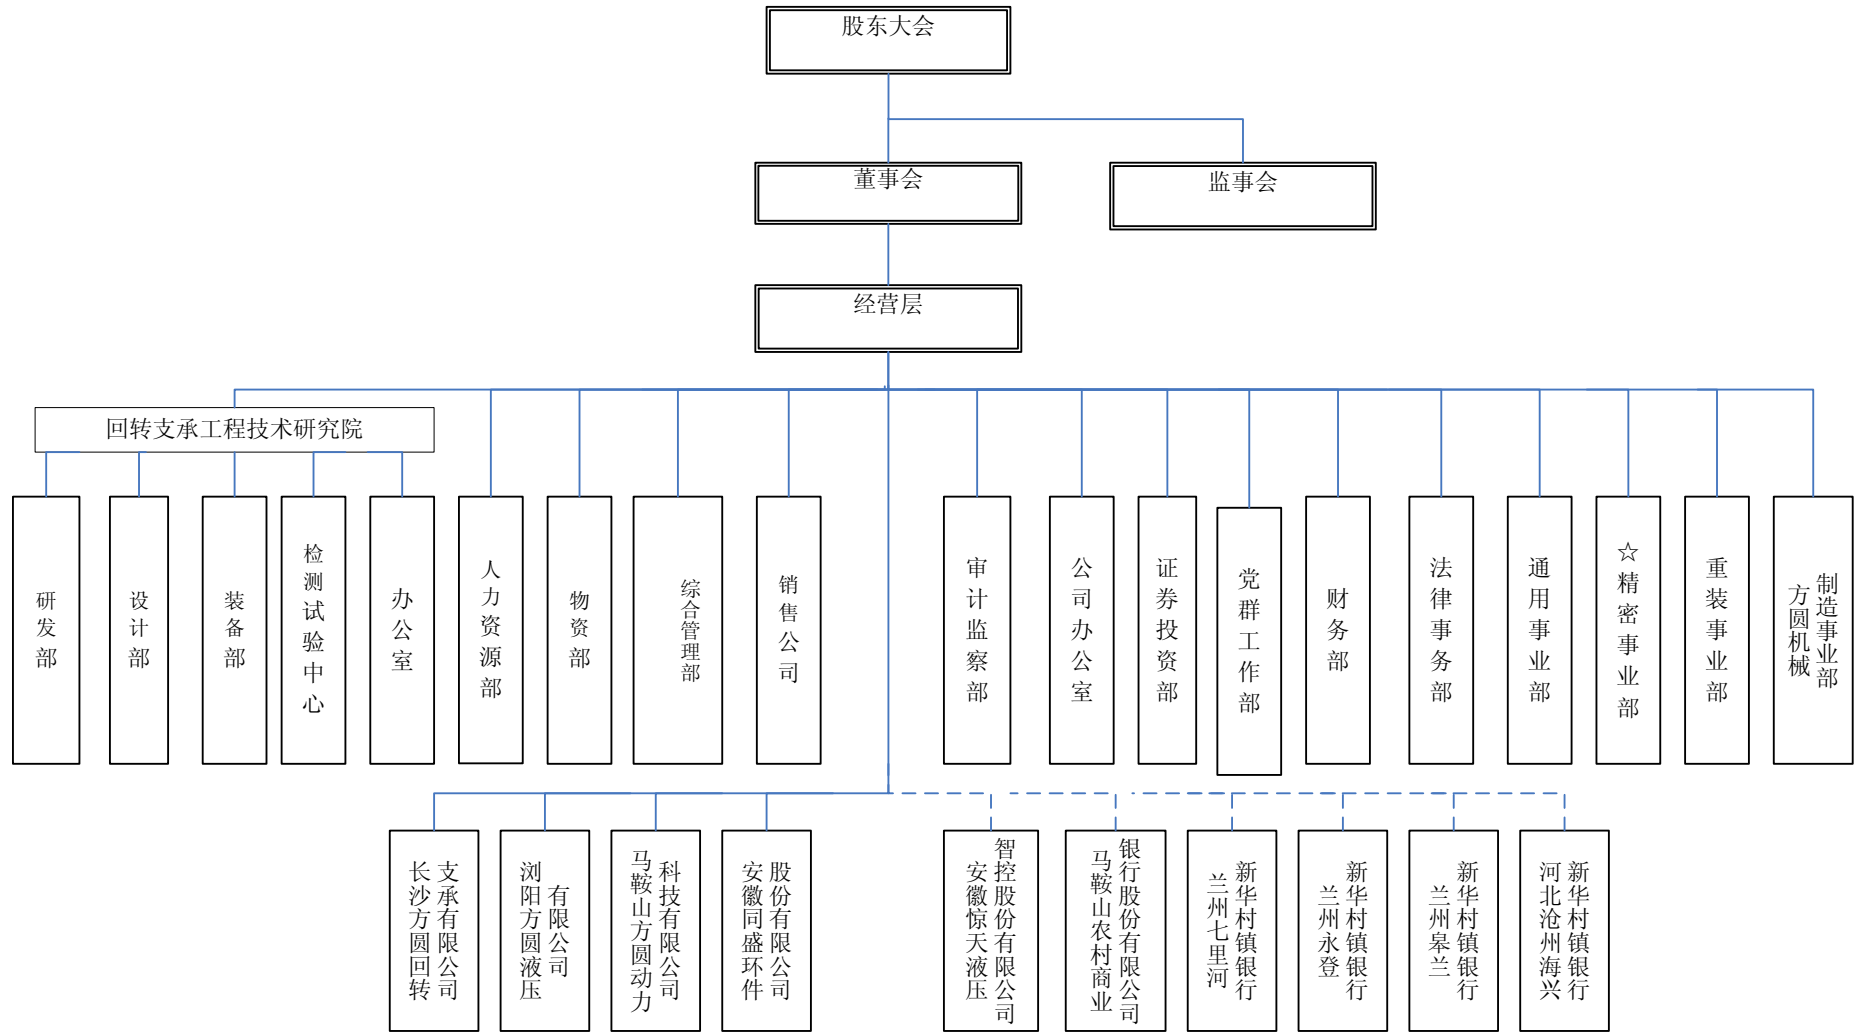 股东大会
董事会
监事会
经营层
回转支承工程技术研究院
研发部
设计部
装备部
检测试验中心
办公室
人力资源部
物资部
综合管理部
销售公司
审计监察部
公司办公室
证券投资部
党群工作部
财务部
法律事务部
通用事业部
☆精密事业部
重装事业部
方圆机械
制造事业部
长沙方圆回转
支承有限公司
浏阳方圆液压
有限公司
马鞍山方圆动力
科技有限公司
安徽同盛环件
股份有限公司
安徽惊天液压
智控股份有限公司
马鞍山农村商业
银行股份有限公司
兰州七里河
新华村镇银行
兰州永登
新华村镇银行
兰州皋兰
新华村镇银行
河北沧州海兴
新华村镇银行